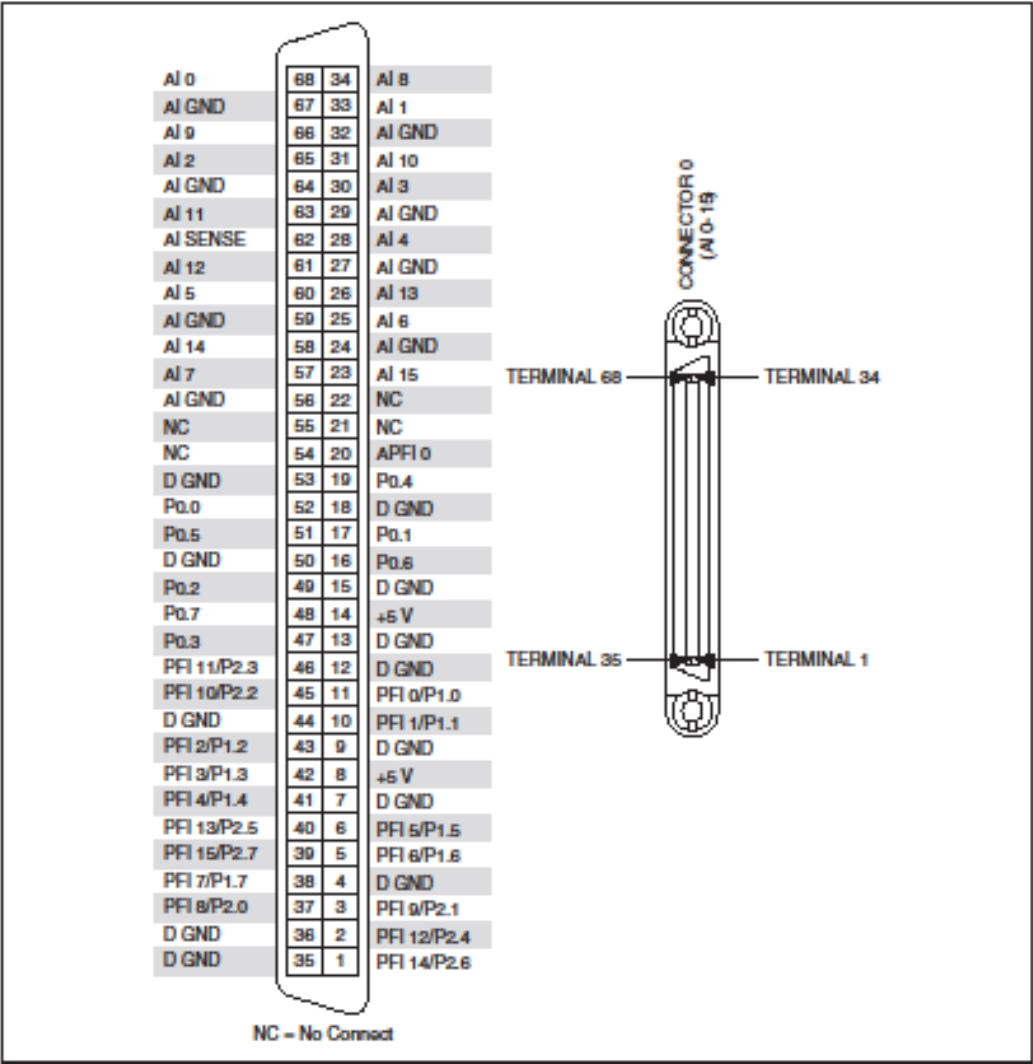 AI 0 68 34 AI 8
AI GND 67 33 AI 1
AI 9 66 32 AI GND
AI 2 65 31 AI 10
AI GND 64 30 AI 3
AI 11 63 29 AI GND
AI SENSE 62 28 AI 4
AI 12 61 27 AI GND
AI 5 60 26 AI 13
AI GND 59 25 AI 6
AI 14 58 24 AI GND
AI 7 57 23 AI 15
AI GND 56 22 NC
NC 55 21 NC
NC 54 20 APFI 0
D GND 53 19 P0.4
P0.0 52 18 D GND
P0.5 51 17 P0.1
D GND 50 16 P0.6
P0.2 49 15 D GND
P0.7 48 14 +5 V
P0.3 47 13 D GND
PFI 11/P2.3 46 12 D GND
PFI 10/P2.2 45 11 PFI 0/P1.0
D GND 44 10 PFI 1/P1.1
PFI 2/P1.2 43 9 D GND
PFI 3/P1.3 42 8 +5 V
PFI 4/P1.4 41 7 D GND
PFI 13/P2.5 40 6 PFI 5/P1.5
PFI 15/P2.7 39 5 PFI 6/P1.6
PFI 7/P1.7 38 4 D GND
PFI 8/P2.0 37 3 PFI 9/P2.1
D GND 36 2 PFI 12/P2.4
D GND 35 1 PFI 14/P2.6
NC = No Connect
CONNECTOR 0
(AI 0-15)
TERMINAL 68 TERMINAL 34
TERMINAL 35 TERMINAL 1